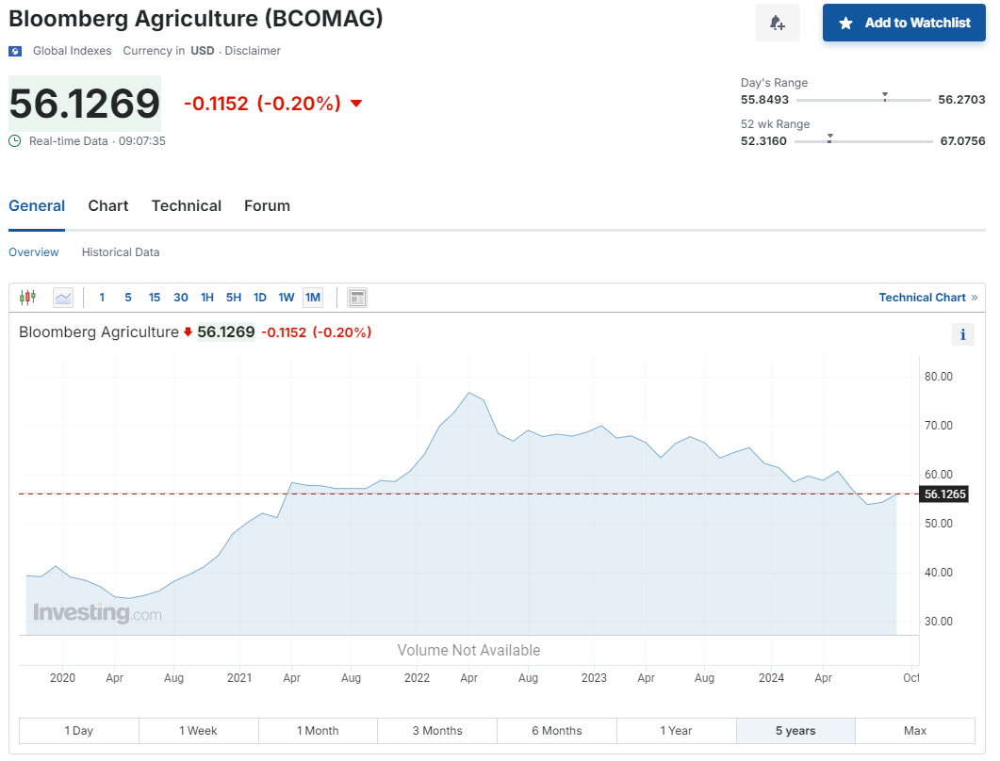 Bloomberg Agriculture (BCOMAG)
Add to Watchlist
Global Indexes Currency in USD · Disclaimer
56.1269 -0.1152 (-0.20%)
Real-time Data · 09:07:35
Day's Range
55.8493 56.2703
52 wk Range
52.3160 67.0756
General Chart Technical Forum
Overview Historical Data
1 5 15 30 1H 5H 1D 1W 1M Technical Chart »
Bloomberg Agriculture 56.1269 -0.1152 (-0.20%)
i
80.00
70.00
60.00
56.1265
50.00
40.00
30.00
Investing.com
Volume Not Available
2020 Apr Aug 2021 Apr Aug 2022 Apr Aug 2023 Apr Aug 2024 Apr Oct
1 Day 1 Week 1 Month 3 Months 6 Months 1 Year 5 years Max